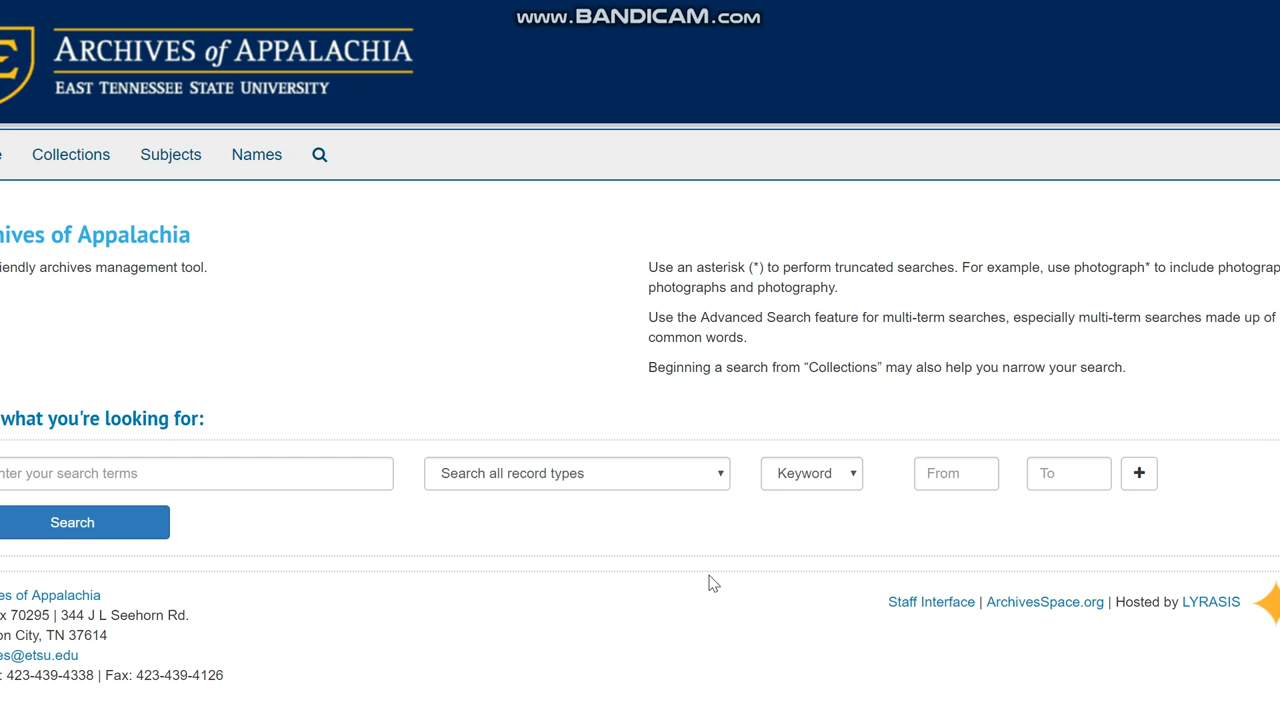 www.BANDICAM.com
ARCHIVES of APPALACHIA
EAST TENNESSEE STATE UNIVERSITY
e Collections Subjects Names
hives of Appalachia
iendly archives management tool.
Use an asterisk (*) to perform truncated searches. For example, use photograph* to include photograp
photographs and photography.
Use the Advanced Search feature for multi-term searches, especially multi-term searches made up of
common words.
Beginning a search from “Collections” may also help you narrow your search.
what you're looking for:
nter your search terms Search all record types Keyword From To +
Search
es of Appalachia
x 70295 | 344 J L Seehorn Rd.
on City, TN 37614
es@etsu.edu
: 423-439-4338 | Fax: 423-439-4126
Staff Interface | ArchivesSpace.org | Hosted by LYRASIS